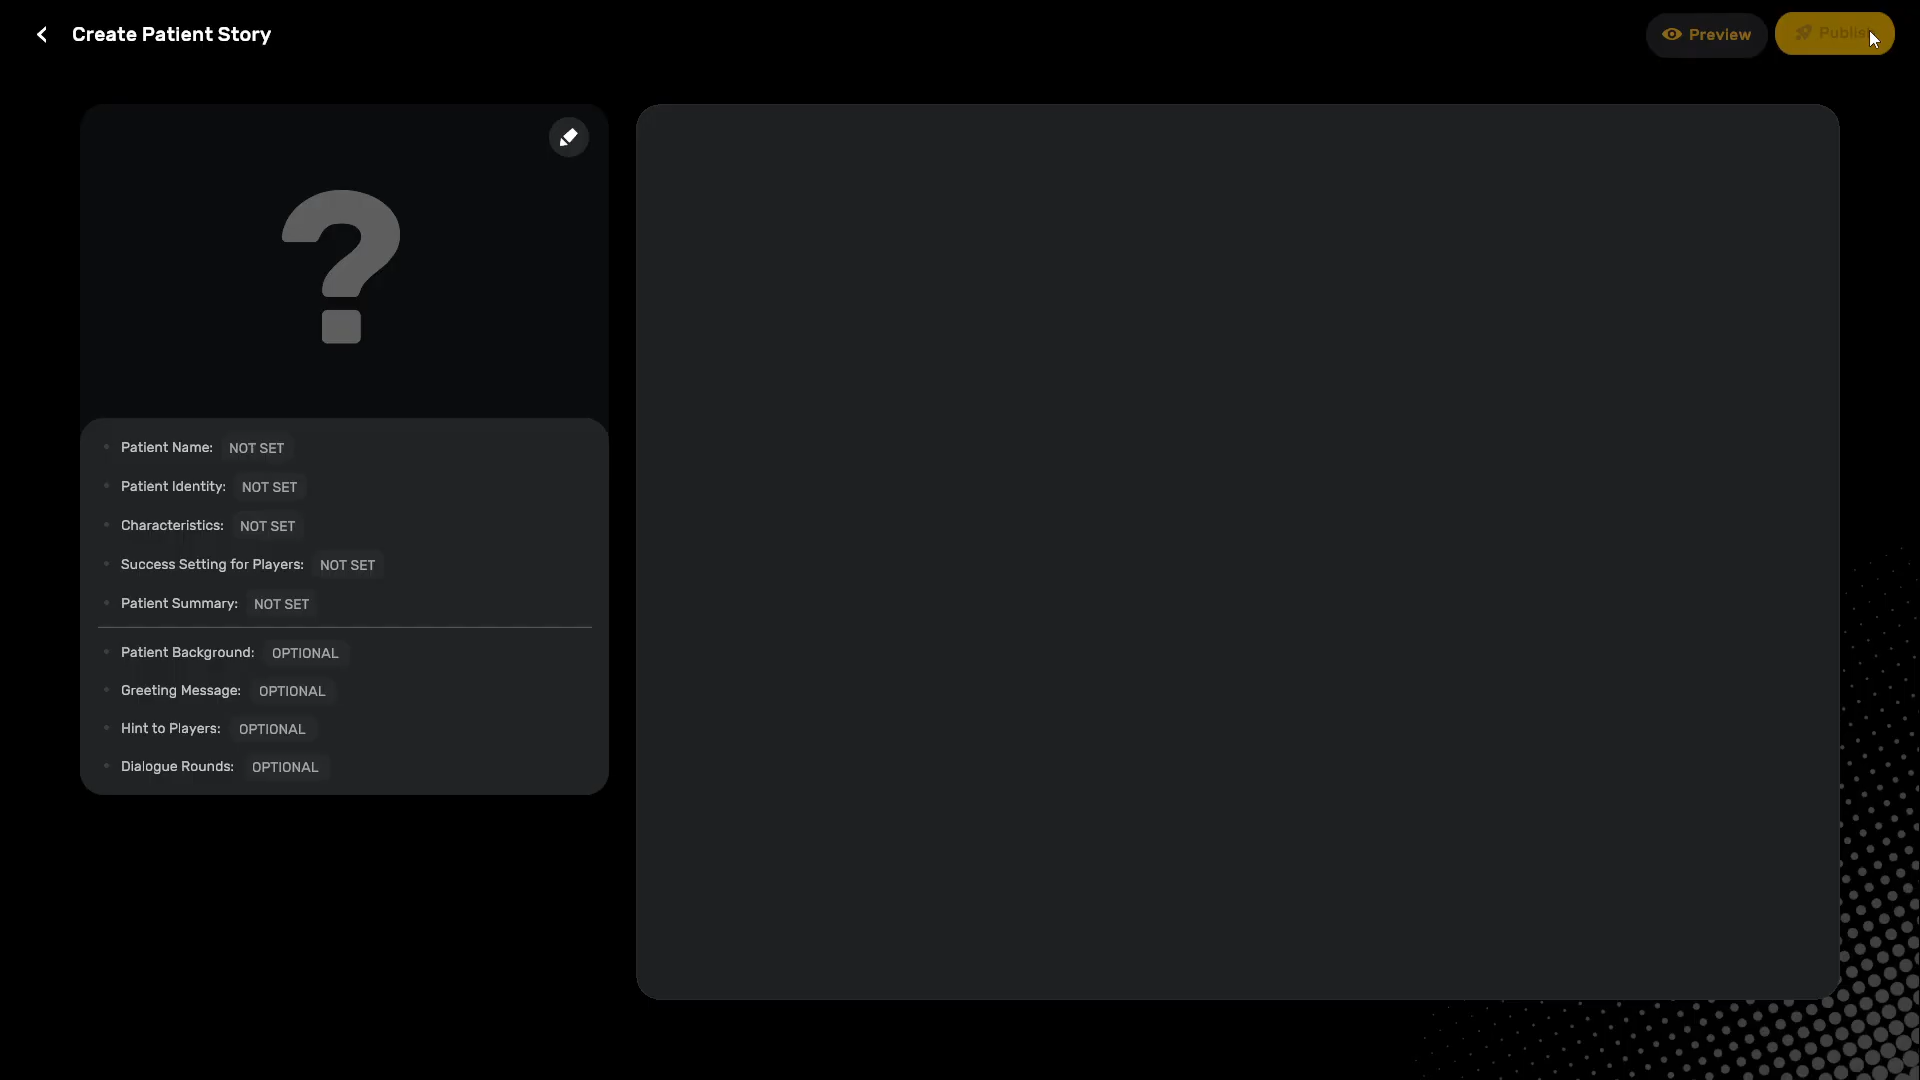 Create Patient Story
Preview
Publish
?
Patient Name: NOT SET
Patient Identity: NOT SET
Characteristics: NOT SET
Success Setting for Players: NOT SET
Patient Summary: NOT SET
Patient Background: OPTIONAL
Greeting Message: OPTIONAL
Hint to Players: OPTIONAL
Dialogue Rounds: OPTIONAL